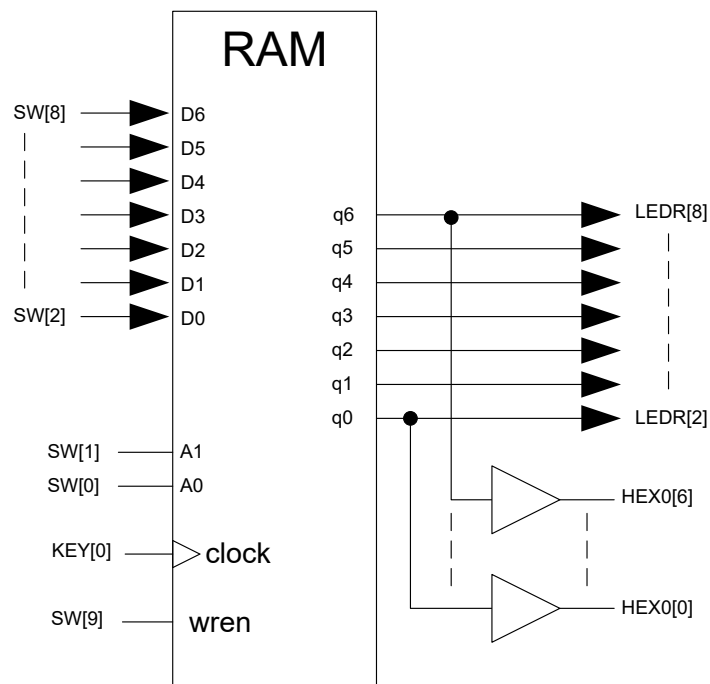 RAM
SW[8]
D6
D5
D4
D3
D2
D1
SW[2]
D0
q6
LEDR[8]
q5
q4
q3
q2
q1
q0
LEDR[2]
SW[1]
A1
SW[0]
A0
HEX0[6]
KEY[0]
clock
HEX0[0]
SW[9]
wren